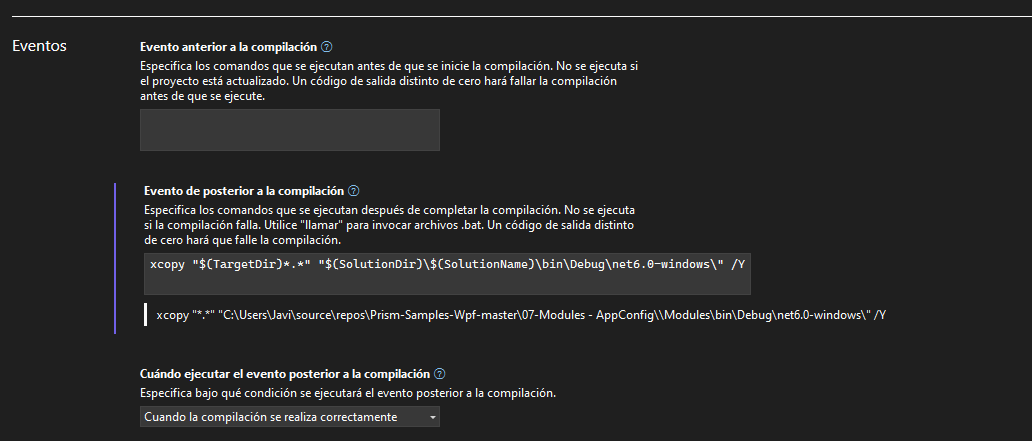 Eventos
Evento anterior a la compilación
Especifica los comandos que se ejecutan antes de que se inicie la compilación. No se ejecuta si
el proyecto está actualizado. Un código de salida distinto de cero hará fallar la compilación
antes de que se ejecute.
Evento de posterior a la compilación
Especifica los comandos que se ejecutan después de completar la compilación. No se ejecuta
si la compilación falla. Utilice "llamar" para invocar archivos .bat. Un código de salida distinto
de cero hará que falle la compilación.
xcopy "$(TargetDir)*.*" "$(SolutionDir)\$(SolutionName)\bin\Debug\net6.0-windows\" /Y
xcopy "*.*" "C:\Users\Javi\source\repos\Prism-Samples-Wpf-master\07-Modules - AppConfig\\Modules\bin\Debug\net6.0-windows\" /Y
Cuándo ejecutar el evento posterior a la compilación
Especifica bajo qué condición se ejecutará el evento posterior a la compilación.
Cuando la compilación se realiza correctamente